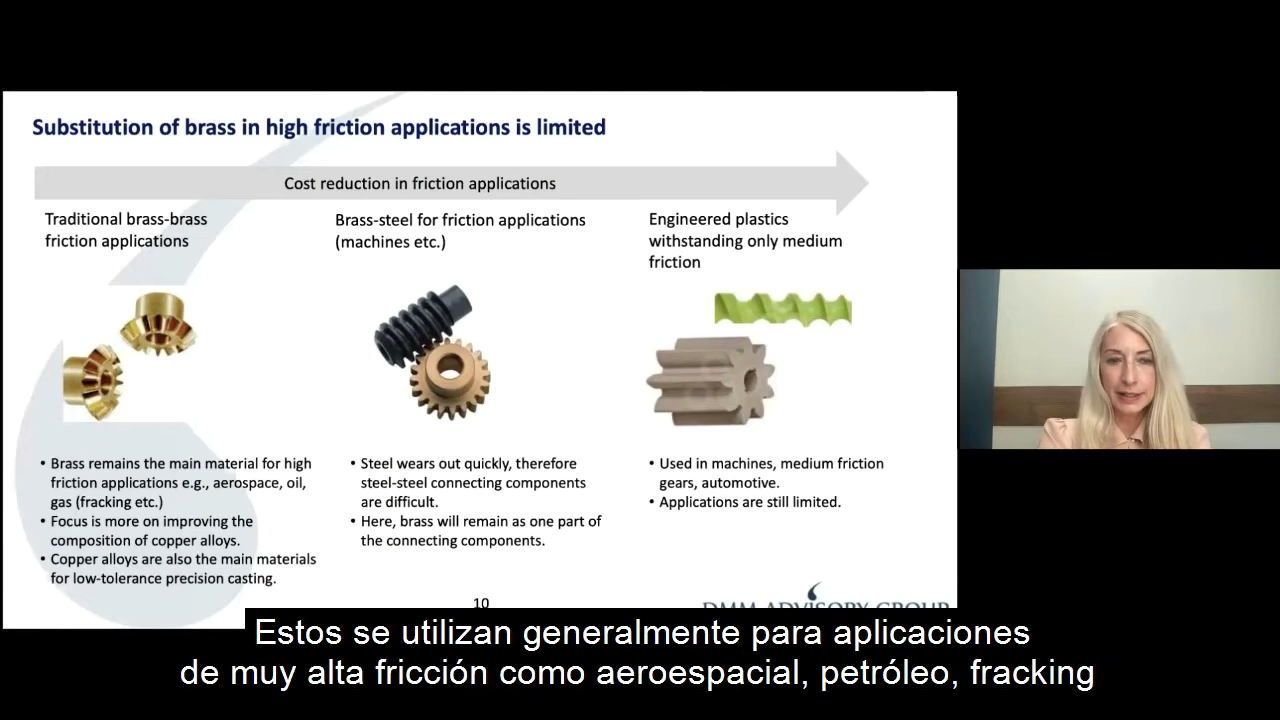 Substitution of brass in high friction applications is limited
Cost reduction in friction applications
Traditional brass-brass
friction applications
Brass-steel for friction applications
(machines etc.)
Engineered plastics
withstanding only medium
friction
• Brass remains the main material for high
friction applications e.g., aerospace, oil,
gas (fracking etc.)
• Focus is more on improving the
composition of copper alloys.
• Copper alloys are also the main materials
for low-tolerance precision casting.
• Steel wears out quickly, therefore
steel-steel connecting components
are difficult.
• Here, brass will remain as one part of
the connecting components.
• Used in machines, medium friction
gears, automotive.
• Applications are still limited.
10
DMM ADVISORY GROUP
Estos se utilizan generalmente para aplicaciones
de muy alta fricción como aeroespacial, petróleo, fracking